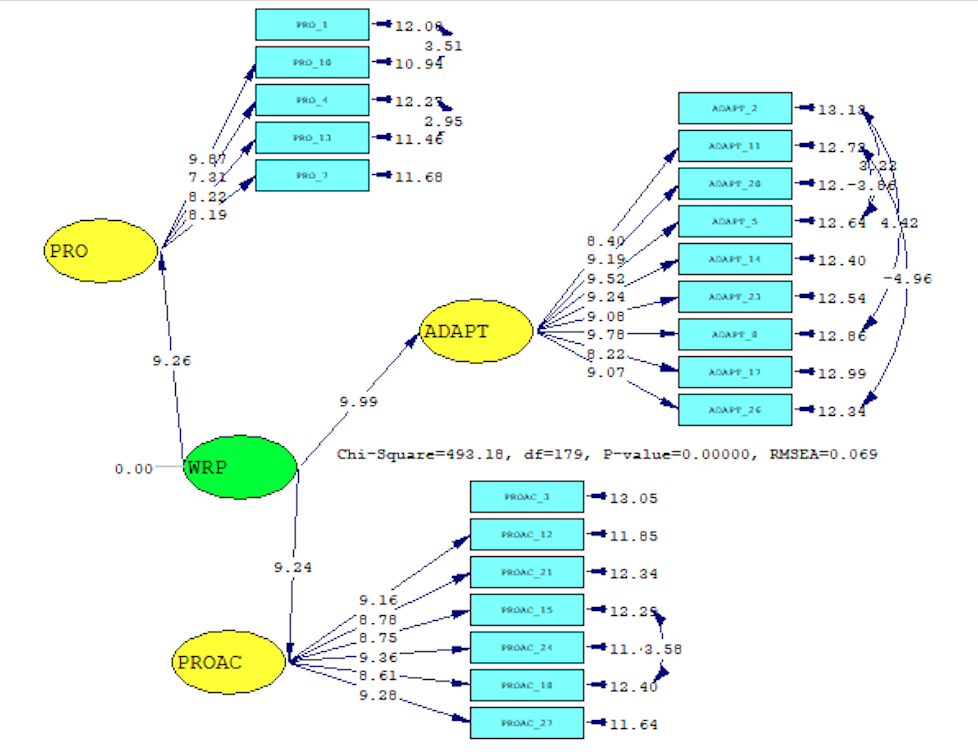 PRO_1
12.08
3.51
PRO_10
10.94
PRO_4
12.27
2.95
PRO_13
11.46
PRO_7
11.68
9.87
7.31
8.22
8.19
PRO
9.26
ADAPT_2
13.13
ADAPT_11
12.73
3.22
ADAPT_20
12.
-3.86
ADAPT_5
12.64
4.42
ADAPT_14
12.40
-4.96
ADAPT_23
12.54
ADAPT_8
12.86
ADAPT_17
12.99
ADAPT_26
12.34
8.40
9.19
9.52
9.24
9.08
9.78
8.22
9.07
ADAPT
9.99
0.00
WRP
Chi-Square=493.18, df=179, P-value=0.00000, RMSEA=0.069
9.24
PROAC_3
13.05
PROAC_12
11.85
PROAC_21
12.34
PROAC_15
12.29
PROAC_24
11.
-3.58
PROAC_18
12.40
PROAC_27
11.64
9.16
8.78
8.75
9.36
8.61
9.28
PROAC